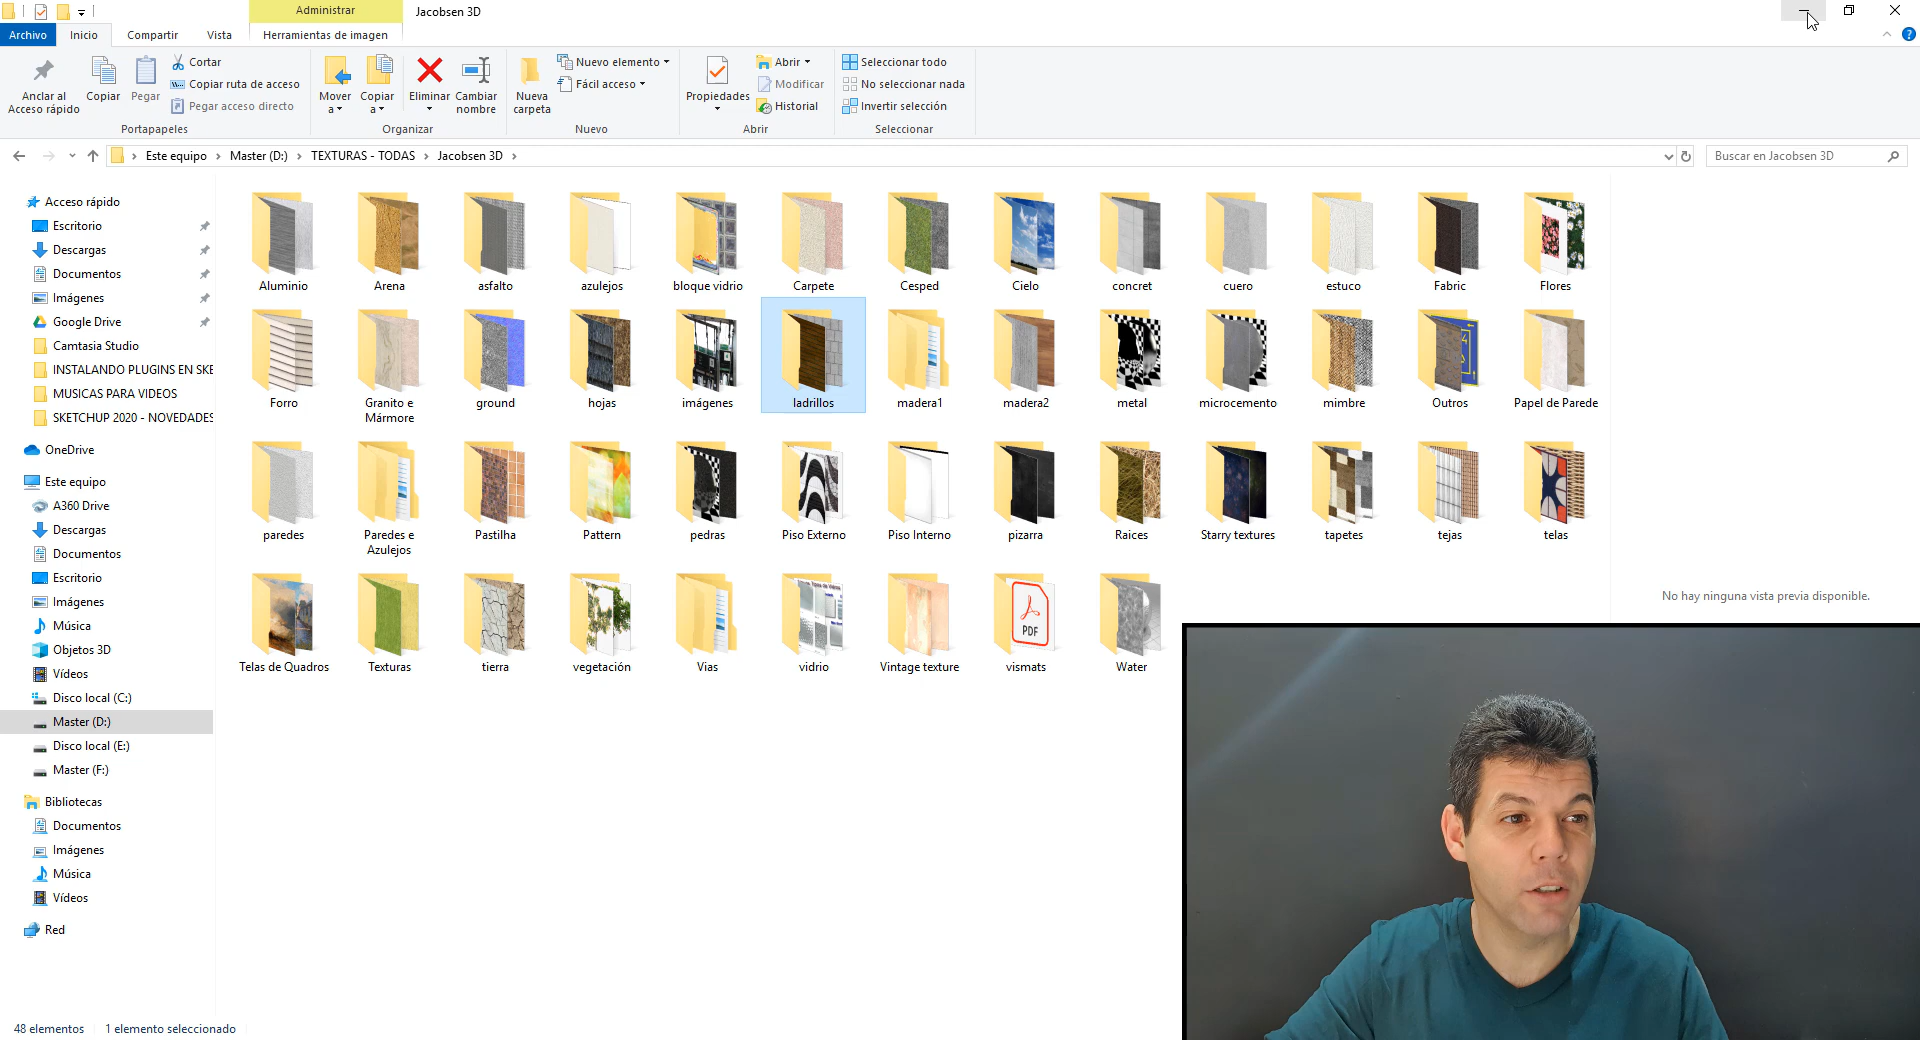 Administrar
Jacobsen 3D
Archivo
Inicio
Compartir
Vista
Herramientas de imagen
Anclar al
Acceso rápido
Copiar
Pegar
Cortar
Copiar ruta de acceso
Pegar acceso directo
Portapapeles
Mover
a
Copiar
a
Eliminar
Cambiar
nombre
Organizar
Nueva
carpeta
Nuevo elemento
Fácil acceso
Nuevo
Propiedades
Abrir
Modificar
Historial
Abrir
Seleccionar todo
No seleccionar nada
Invertir selección
Seleccionar
Este equipo > Master (D:) > TEXTURAS - TODAS > Jacobsen 3D >
Buscar en Jacobsen 3D
Acceso rápido
Escritorio
Descargas
Documentos
Imágenes
Google Drive
Camtasia Studio
INSTALANDO PLUGINS EN SKE
MUSICAS PARA VIDEOS
SKETCHUP 2020 - NOVEDADES
OneDrive
Este equipo
A360 Drive
Descargas
Documentos
Escritorio
Imágenes
Música
Objetos 3D
Vídeos
Disco local (C:)
Master (D:)
Disco local (E:)
Master (F:)
Bibliotecas
Documentos
Imágenes
Música
Vídeos
Red
Aluminio
Arena
asfalto
azulejos
bloque vidrio
Carpete
Cesped
Cielo
concret
cuero
estuco
Fabric
Flores
Forro
Granito e
Mármore
ground
hojas
imágenes
ladrillos
madera1
madera2
metal
microcemento
mimbre
Outros
Papel de Parede
paredes
Paredes e
Azulejos
Pastilha
Pattern
pedras
Piso Externo
Piso Interno
pizarra
Raices
Starry textures
tapetes
tejas
telas
Telas de Quadros
Texturas
tierra
vegetación
Vias
vidrio
Vintage texture
PDF
vismats
Water
No hay ninguna vista previa disponible.
48 elementos
1 elemento seleccionado